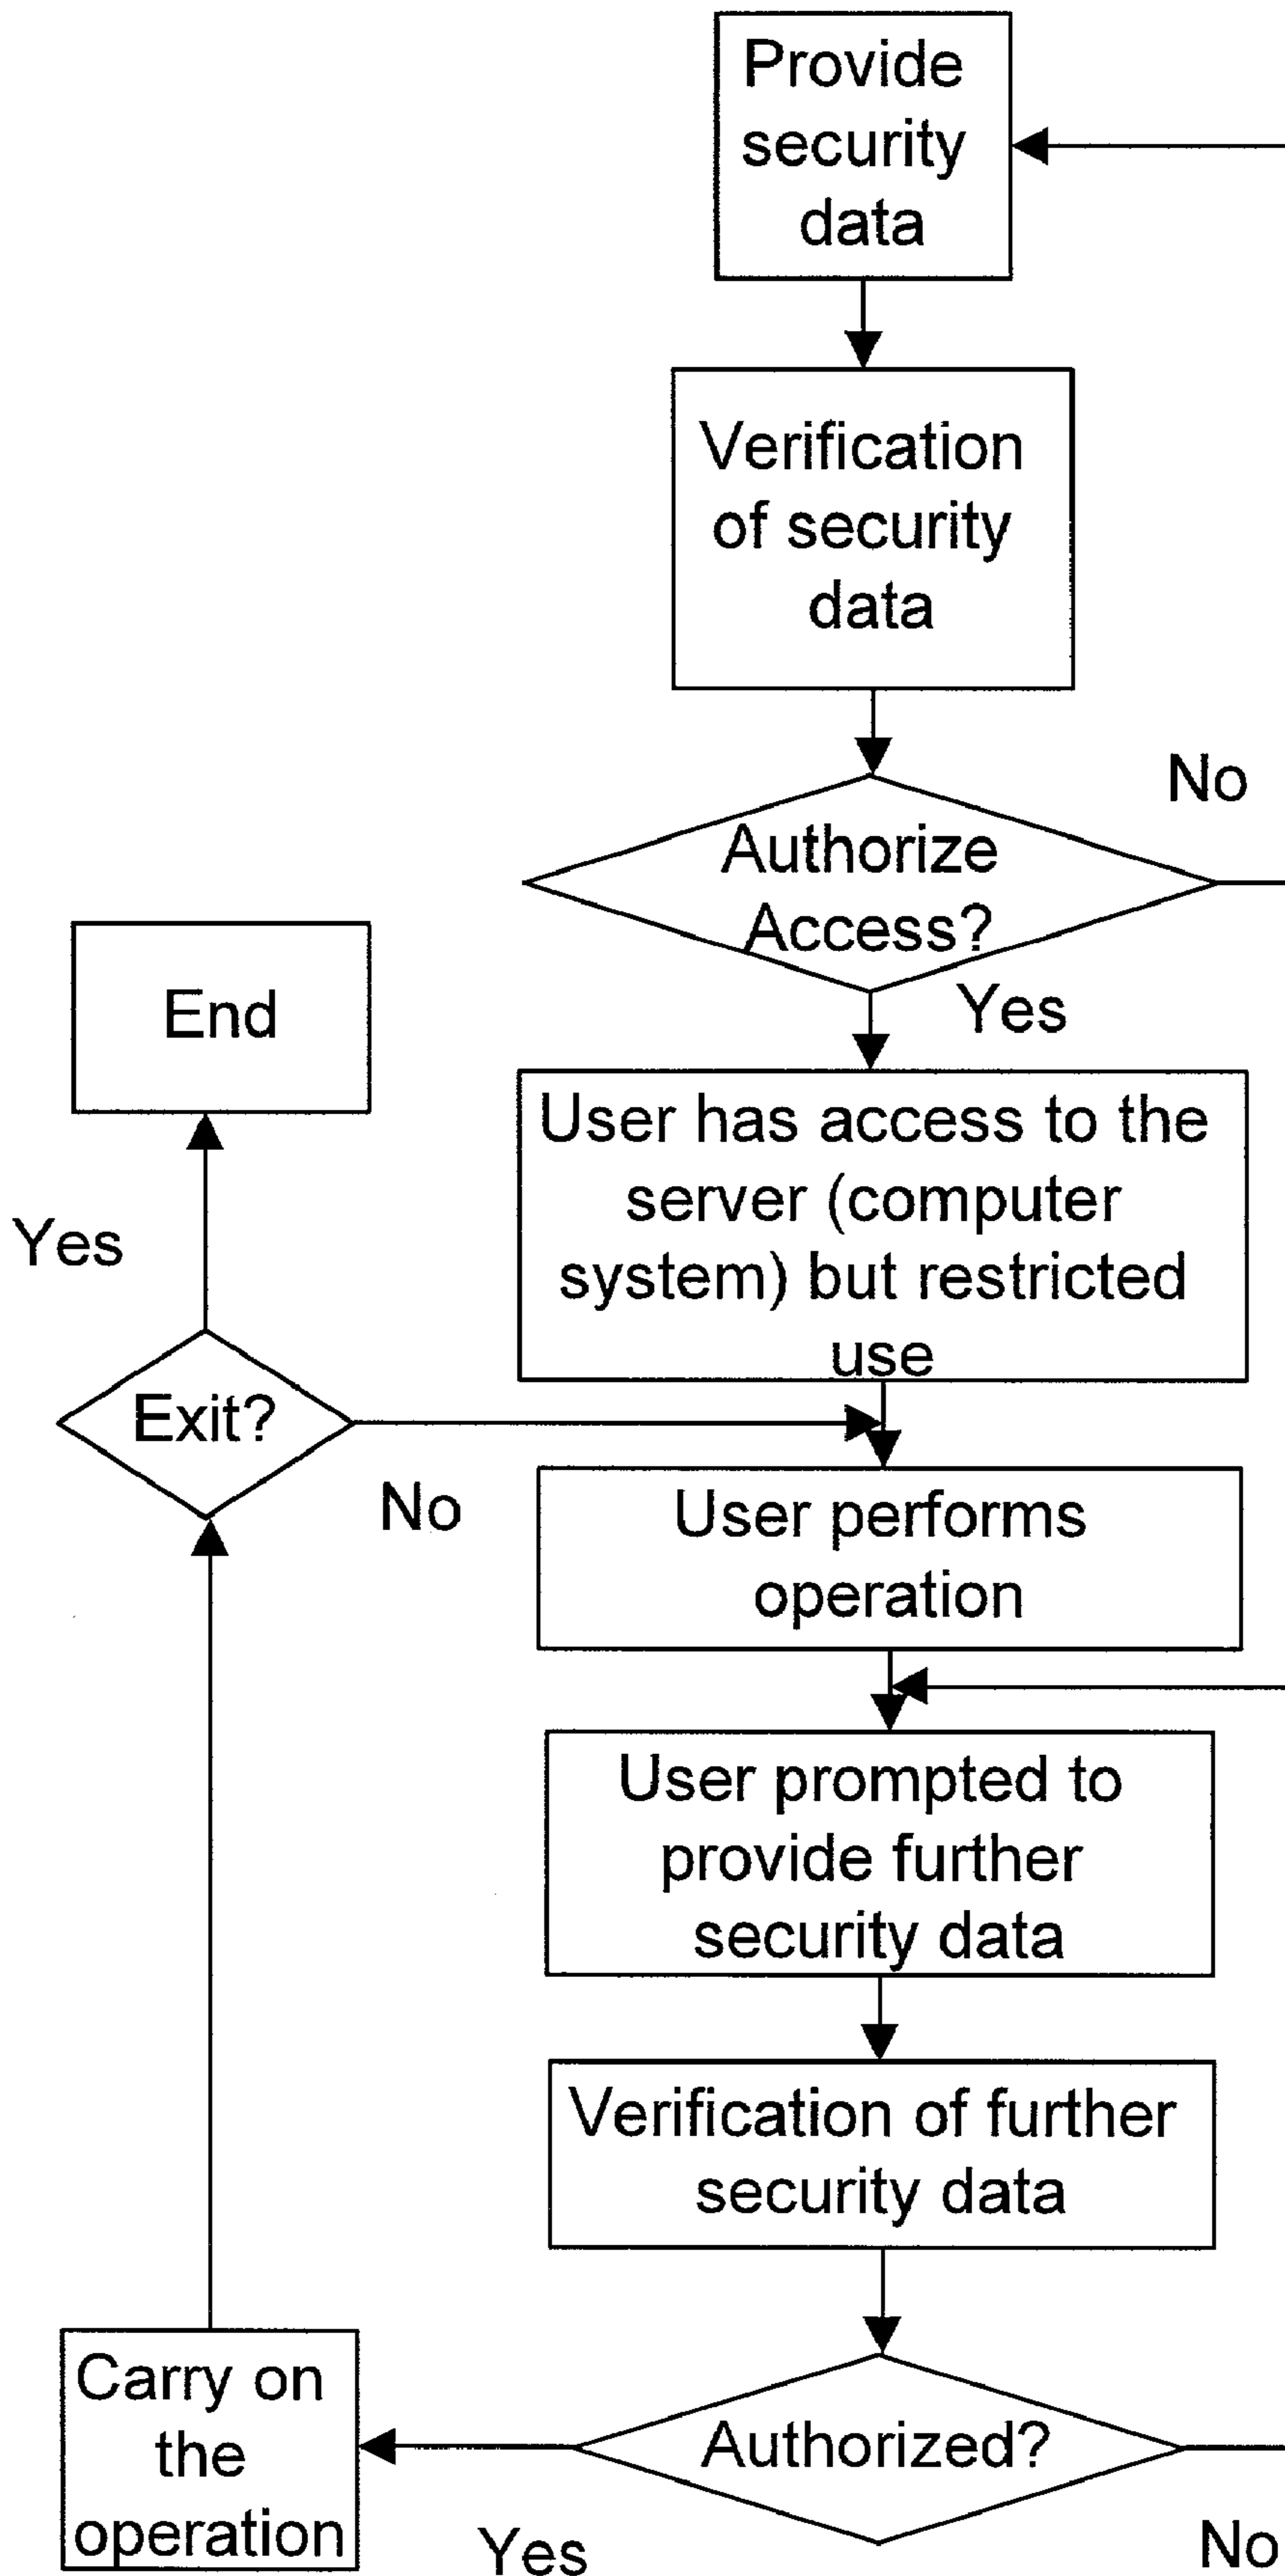 Provide
security
data
Verification
of security
data
No
Authorize
Access?
Yes
End
User has access to the
server (computer
system) but restricted
use
Yes
Exit?
No
User performs
operation
User prompted to
provide further
security data
Verification of further
security data
Authorized?
Carry on
the
operation
Yes
No